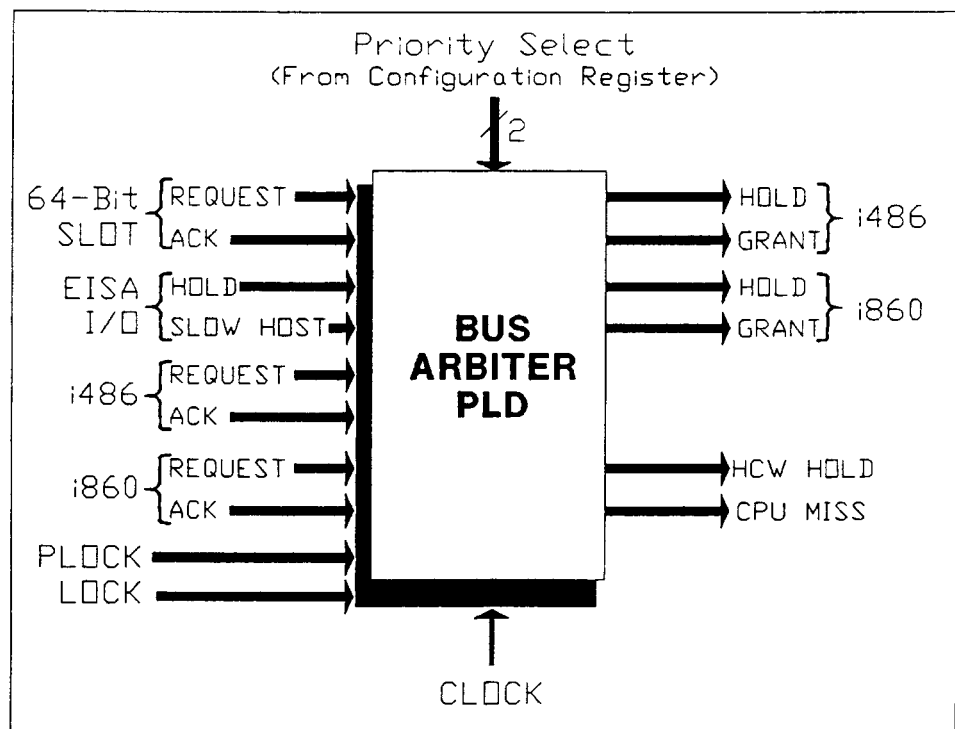 Priority Select
(From Configuration Register)
2
64-Bit
SLOT
REQUEST
ACK
EISA
I/O
HOLD
SLOW HOST
i486
REQUEST
ACK
i860
REQUEST
ACK
PLOCK
LOCK
BUS
ARBITER
PLD
HOLD
GRANT
i486
HOLD
GRANT
i860
HCW HOLD
CPU MISS
CLOCK